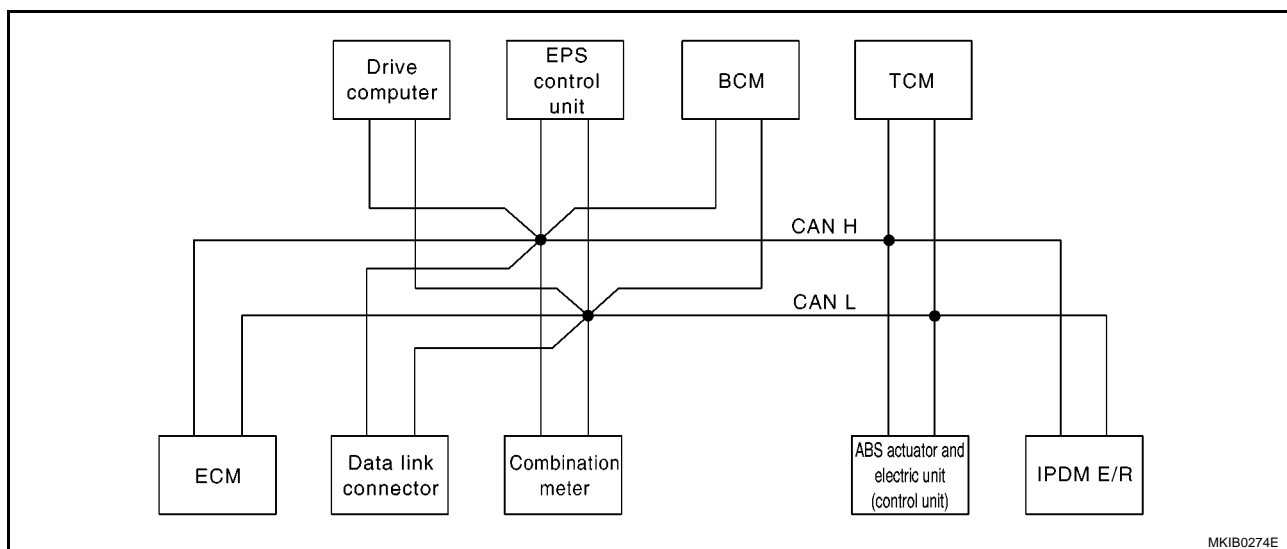 Drive
computer
EPS
control
unit
BCM
TCM
CAN H
CAN L
ECM
Data link
connector
Combination
meter
ABS actuator and
electric unit
(control unit)
IPDM E/R
MKIB0274E